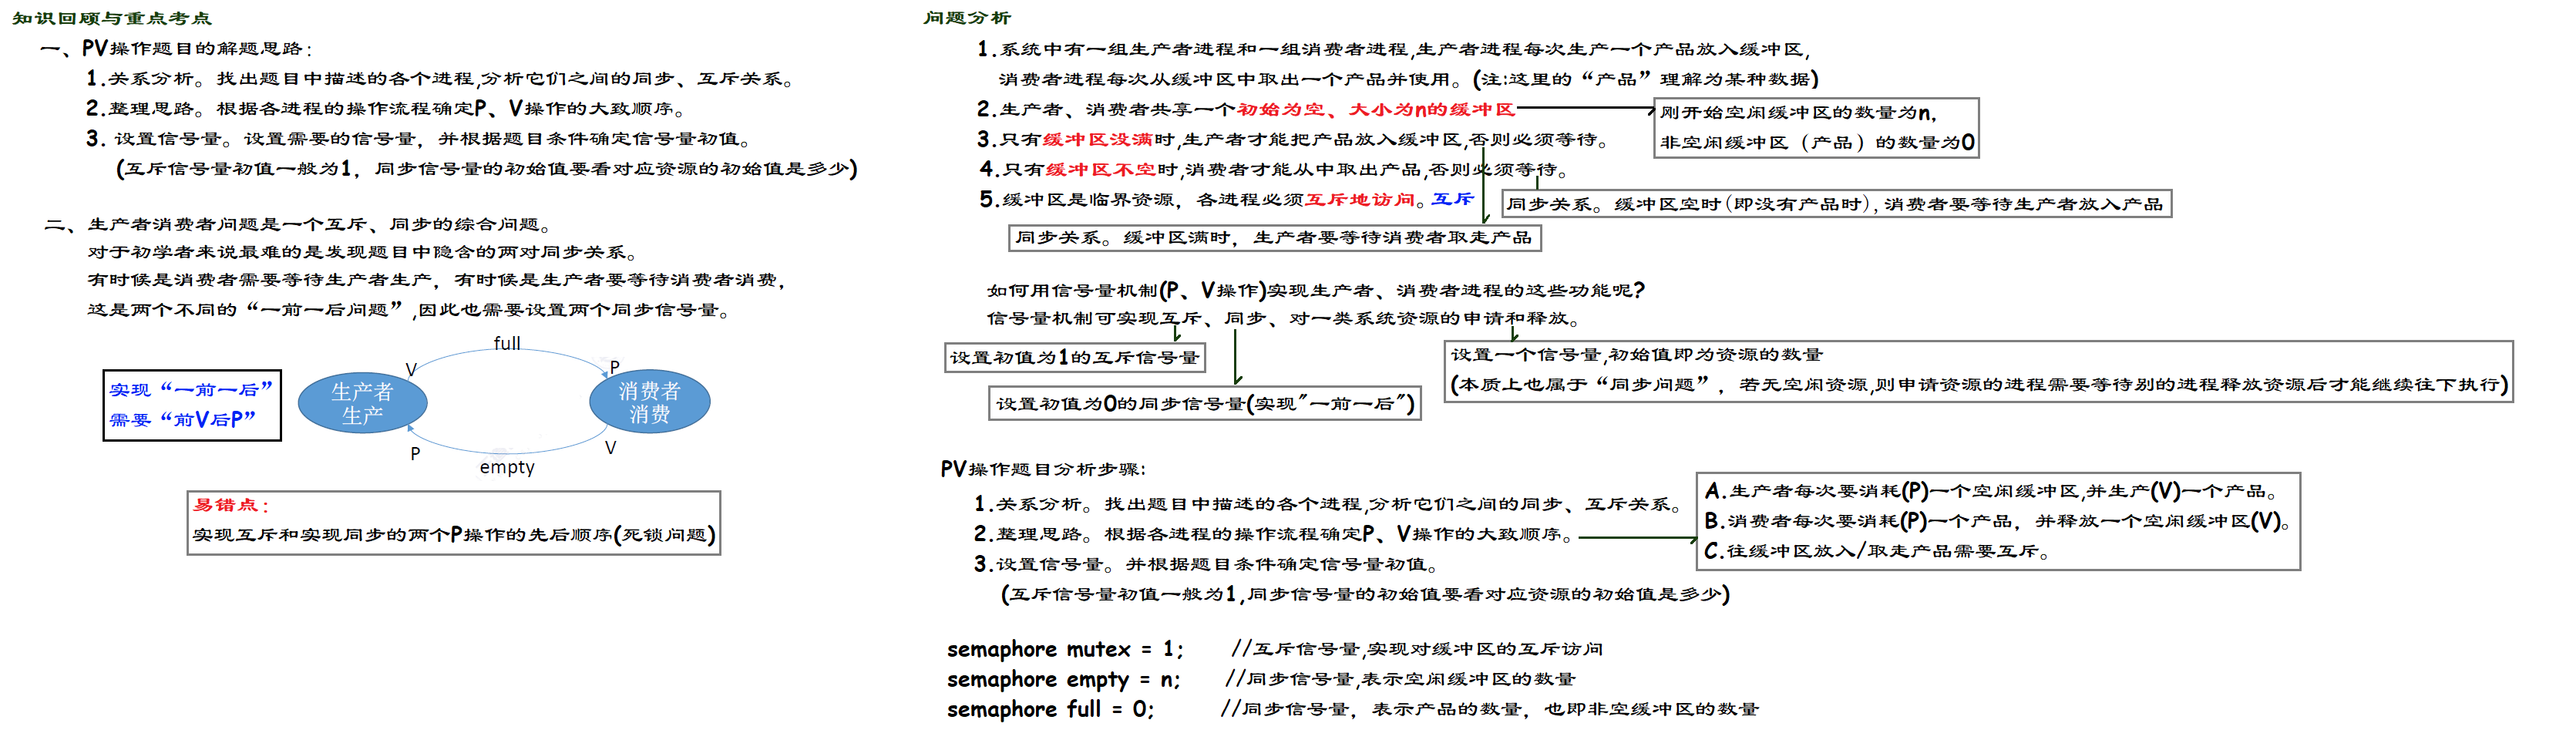 知识回顾与重点考点
一、PV操作题目的解题思路：
1.关系分析。找出题目中描述的各个进程,分析它们之间的同步、互斥关系。
2.整理思路。根据各进程的操作流程确定P、V操作的大致顺序。
3. 设置信号量。设置需要的信号量，并根据题目条件确定信号量初值。
(互斥信号量初值一般为1，同步信号量的初始值要看对应资源的初始值是多少)
二、生产者消费者问题是一个互斥、同步的综合问题。
对于初学者来说最难的是发现题目中隐含的两对同步关系。
有时候是消费者需要等待生产者生产，有时候是生产者要等待消费者消费，
这是两个不同的“一前一后问题”,因此也需要设置两个同步信号量。
实现“一前一后”
需要“前V后P”
full
V
P
生产者
生产
消费者
消费
P
V
empty
易错点：
实现互斥和实现同步的两个P操作的先后顺序(死锁问题)
问题分析
1.系统中有一组生产者进程和一组消费者进程,生产者进程每次生产一个产品放入缓冲区,
消费者进程每次从缓冲区中取出一个产品并使用。(注:这里的“产品”理解为某种数据)
2.生产者、消费者共享一个初始为空、大小为n的缓冲区
刚开始空闲缓冲区的数量为n，
非空闲缓冲区（产品）的数量为0
3.只有缓冲区没满时,生产者才能把产品放入缓冲区,否则必须等待。
4.只有缓冲区不空时,消费者才能从中取出产品,否则必须等待。
5.缓冲区是临界资源，各进程必须互斥地访问。互斥
同步关系。缓冲区空时(即没有产品时)，消费者要等待生产者放入产品
同步关系。缓冲区满时，生产者要等待消费者取走产品
如何用信号量机制(P、V操作)实现生产者、消费者进程的这些功能呢?
信号量机制可实现互斥、同步、对一类系统资源的申请和释放。
设置初值为1的互斥信号量
设置初值为0的同步信号量(实现"一前一后")
设置一个信号量,初始值即为资源的数量
(本质上也属于“同步问题”，若无空闲资源,则申请资源的进程需要等待别的进程释放资源后才能继续往下执行)
PV操作题目分析步骤:
1.关系分析。找出题目中描述的各个进程,分析它们之间的同步、互斥关系。
2.整理思路。根据各进程的操作流程确定P、V操作的大致顺序。
3.设置信号量。并根据题目条件确定信号量初值。
(互斥信号量初值一般为1,同步信号量的初始值要看对应资源的初始值是多少)
A.生产者每次要消耗(P)一个空闲缓冲区,并生产(V)一个产品。
B.消费者每次要消耗(P)一个产品，并释放一个空闲缓冲区(V)。
C.往缓冲区放入/取走产品需要互斥。
semaphore mutex = 1; //互斥信号量,实现对缓冲区的互斥访问
semaphore empty = n; //同步信号量,表示空闲缓冲区的数量
semaphore full = 0; //同步信号量，表示产品的数量，也即非空缓冲区的数量